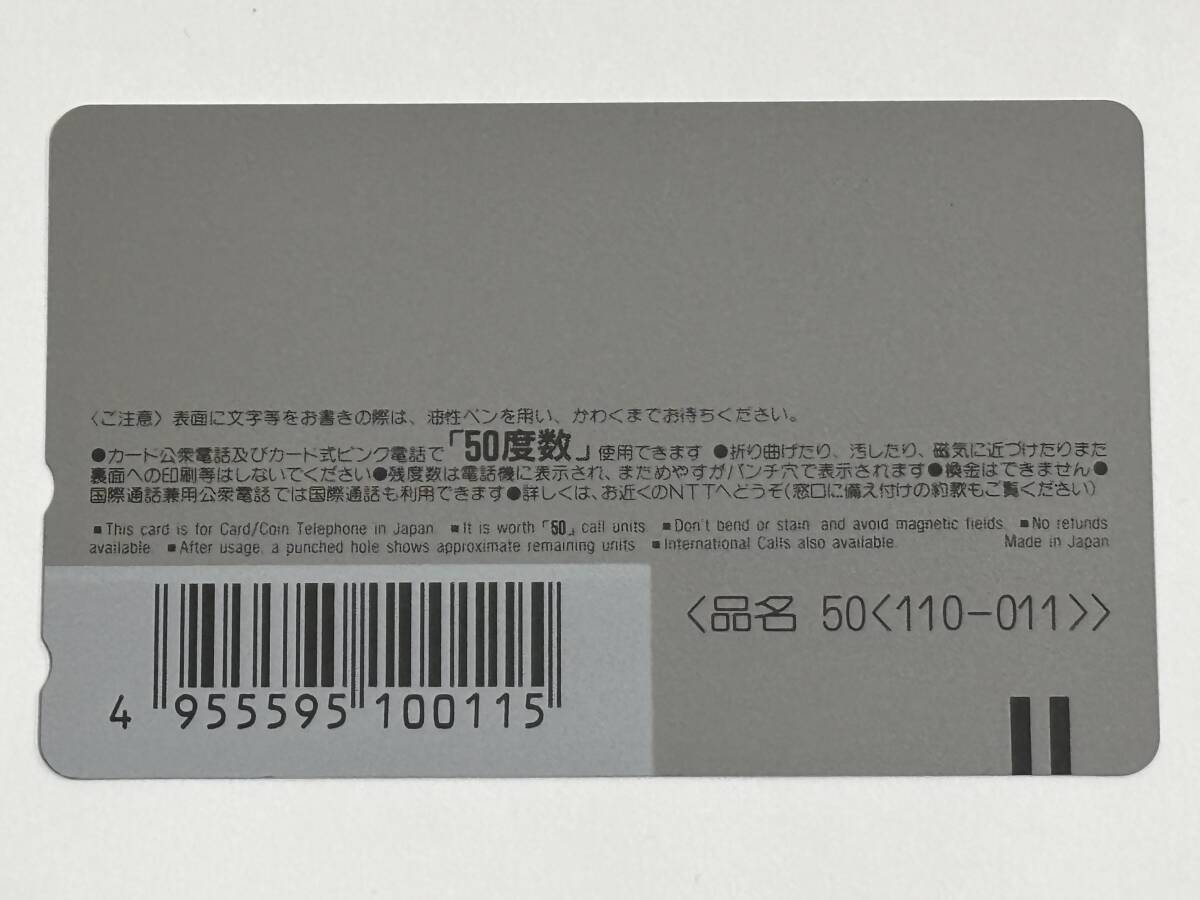 〈ご注意〉表面に文字等をお書きの際は、油性ペンを用い、かわくまでお待ちください。
●カード公衆電話及びカード式ピンク電話で「50度数」使用できます ●折り曲げたり、汚したり、磁気に近づけたりまた
裏面への印刷等はしないでください●残度数は電話機に表示され、まためやすがパンチ穴で表示されます●換金はできません●
国際通話兼用公衆電話では国際通話も利用できます●詳しくは、お近くのNTTへどうぞ(窓口に備え付けの約款もご覧ください)
■This card is for Card/Coin Telephone in Japan. ■It is worth「50」call units. ■Don't bend or stain, and avoid magnetic fields. ■No refunds
available. ■After usage, a punched hole shows approximate remaining units. ■International Calls also available. Made in Japan
〈品名 50〈110-011〉〉
4 955595 100115